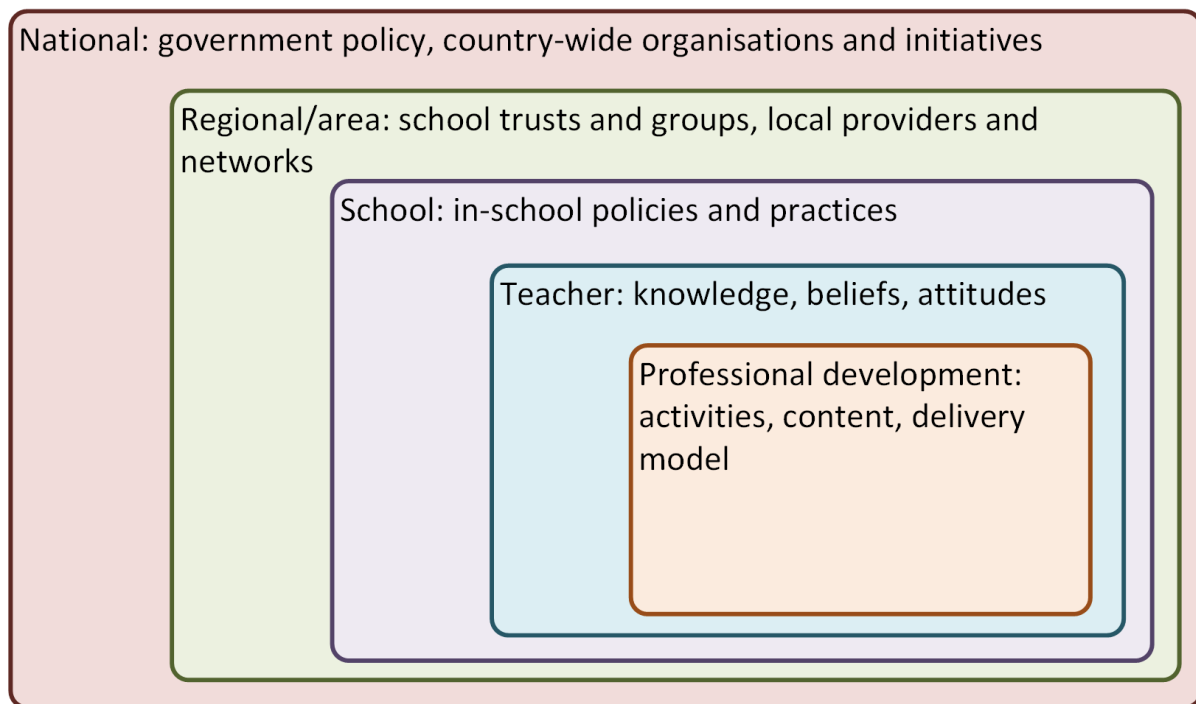 National: government policy, country-wide organisations and initiatives
Regional/area: school trusts and groups, local providers and
networks
School: in-school policies and practices
Teacher: knowledge, beliefs, attitudes
Professional development:
activities, content, delivery
model